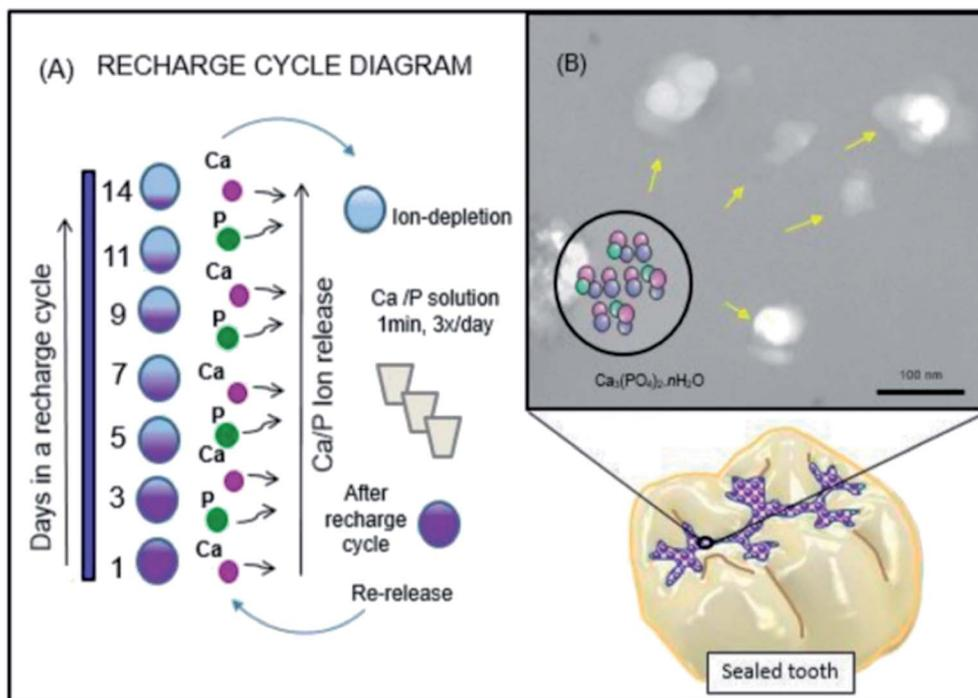 (A) RECHARGE CYCLE DIAGRAM
Days in a recharge cycle
14
11
9
7
5
3
1
Ca
P
Ca
P
Ca
P
Ca
P
Ca
Ca/P Ion release
Ion-depletion
Ca /P solution
1min, 3x/day
After
recharge
cycle
Re-release
(B)
Ca₃(PO₄)₂.nH₂O
100 nm
Sealed tooth